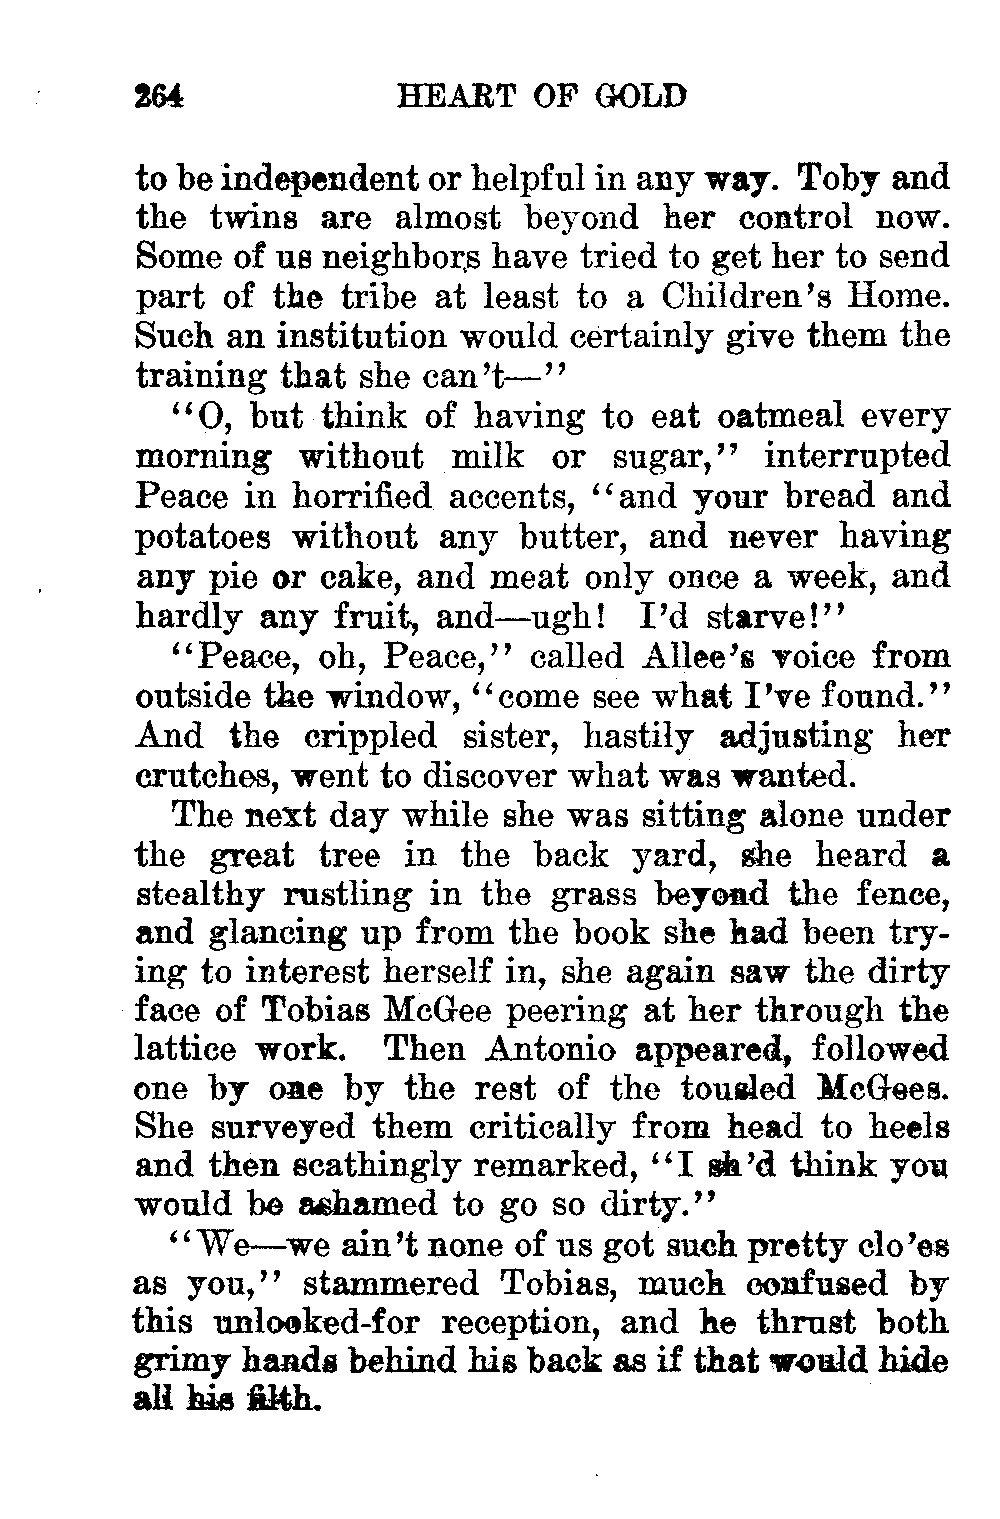 264 HEART OF GOLD
to be independent or helpful in any way. Toby and
the twins are almost beyond her control now.
Some of us neighbors have tried to get her to send
part of the tribe at least to a Children's Home.
Such an institution would certainly give them the
training that she can't—"
"O, but think of having to eat oatmeal every
morning without milk or sugar," interrupted
Peace in horrified accents, "and your bread and
potatoes without any butter, and never having
any pie or cake, and meat only once a week, and
hardly any fruit, and—ugh! I'd starve!"
"Peace, oh, Peace," called Allee's voice from
outside the window, "come see what I've found."
And the crippled sister, hastily adjusting her
crutches, went to discover what was wanted.
The next day while she was sitting alone under
the great tree in the back yard, she heard a
stealthy rustling in the grass beyond the fence,
and glancing up from the book she had been try-
ing to interest herself in, she again saw the dirty
face of Tobias McGee peering at her through the
lattice work. Then Antonio appeared, followed
one by one by the rest of the tousled McGees.
She surveyed them critically from head to heels
and then scathingly remarked, "I sh'd think you
would be ashamed to go so dirty."
"We—we ain't none of us got such pretty clo'es
as you," stammered Tobias, much confused by
this unlooked-for reception, and he thrust both
grimy hands behind his back as if that would hide
all his filth.